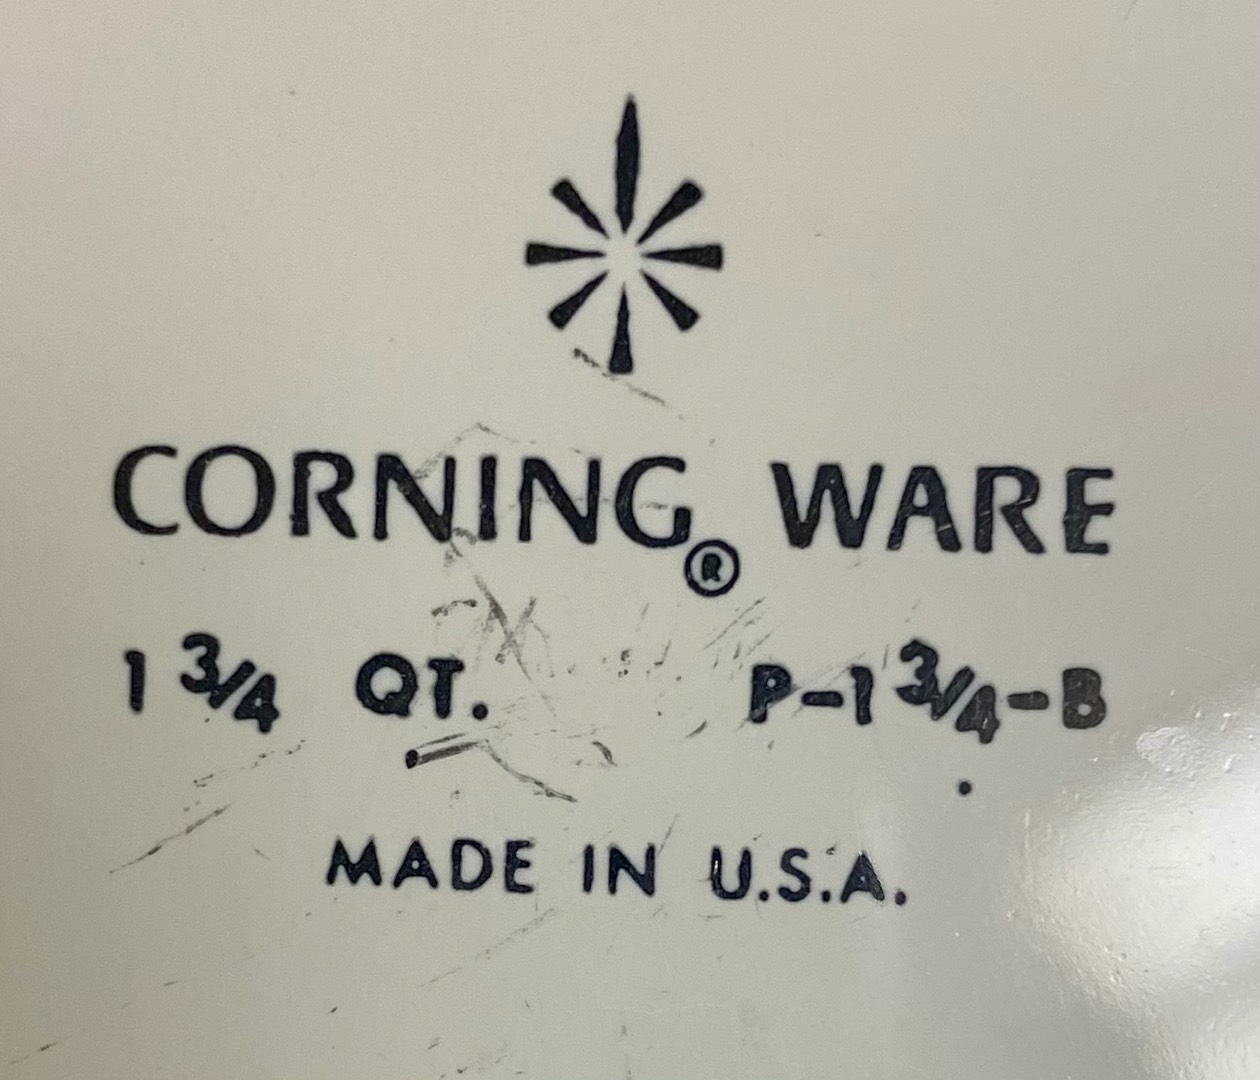 CORNING® WARE
1 3/4 QT. P-1 3/4-B
MADE IN U.S.A.